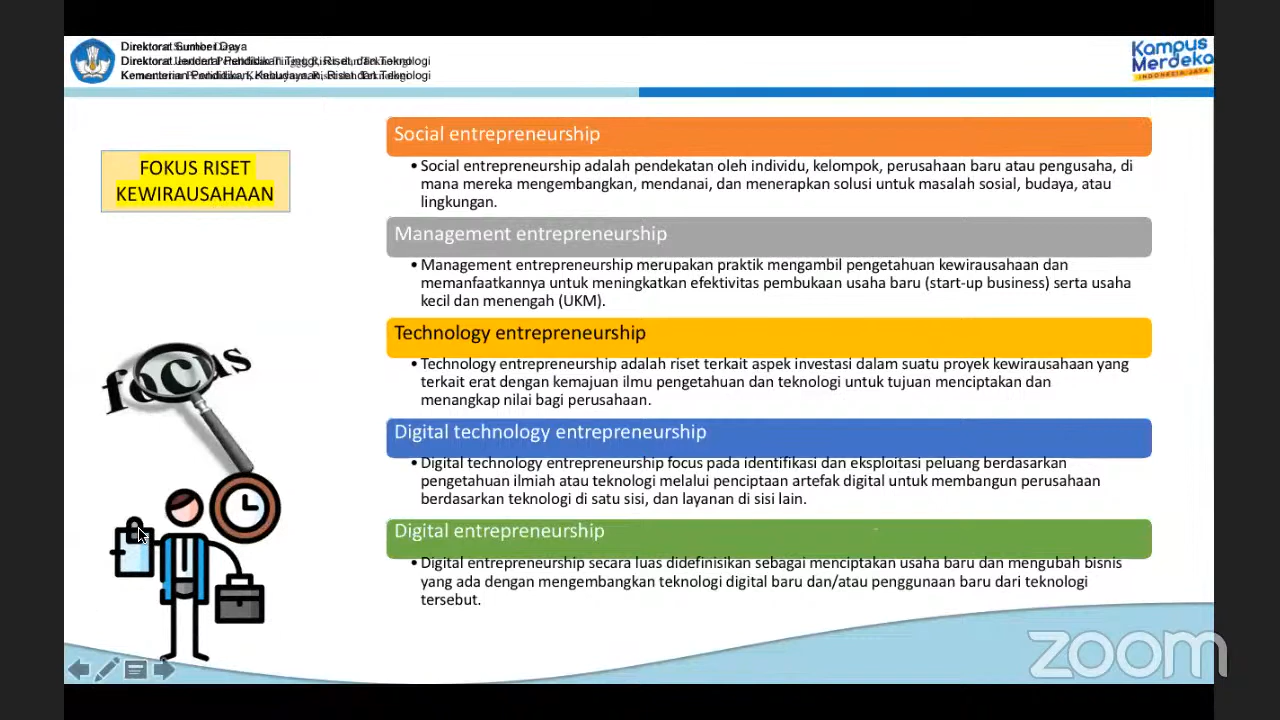 Direktorat Sumber Daya
Direktorat Jenderal Pendidikan Tinggi, Riset, dan Teknologi
Kementerian Pendidikan, Kebudayaan, Riset dan Teknologi
Kampus
Merdeka
INDONESIA JAYA
FOKUS RISET
KEWIRAUSAHAAN
focus
Social entrepreneurship
• Social entrepreneurship adalah pendekatan oleh individu, kelompok, perusahaan baru atau pengusaha, di
mana mereka mengembangkan, mendanai, dan menerapkan solusi untuk masalah sosial, budaya, atau
lingkungan.
Management entrepreneurship
• Management entrepreneurship merupakan praktik mengambil pengetahuan kewirausahaan dan
memanfaatkannya untuk meningkatkan efektivitas pembukaan usaha baru (start-up business) serta usaha
kecil dan menengah (UKM).
Technology entrepreneurship
• Technology entrepreneurship adalah riset terkait aspek investasi dalam suatu proyek kewirausahaan yang
terkait erat dengan kemajuan ilmu pengetahuan dan teknologi untuk tujuan menciptakan dan
menangkap nilai bagi perusahaan.
Digital technology entrepreneurship
• Digital technology entrepreneurship focus pada identifikasi dan eksploitasi peluang berdasarkan
pengetahuan ilmiah atau teknologi melalui penciptaan artefak digital untuk membangun perusahaan
berdasarkan teknologi di satu sisi, dan layanan di sisi lain.
Digital entrepreneurship
• Digital entrepreneurship secara luas didefinisikan sebagai menciptakan usaha baru dan mengubah bisnis
yang ada dengan mengembangkan teknologi digital baru dan/atau penggunaan baru dari teknologi
tersebut.
zoom